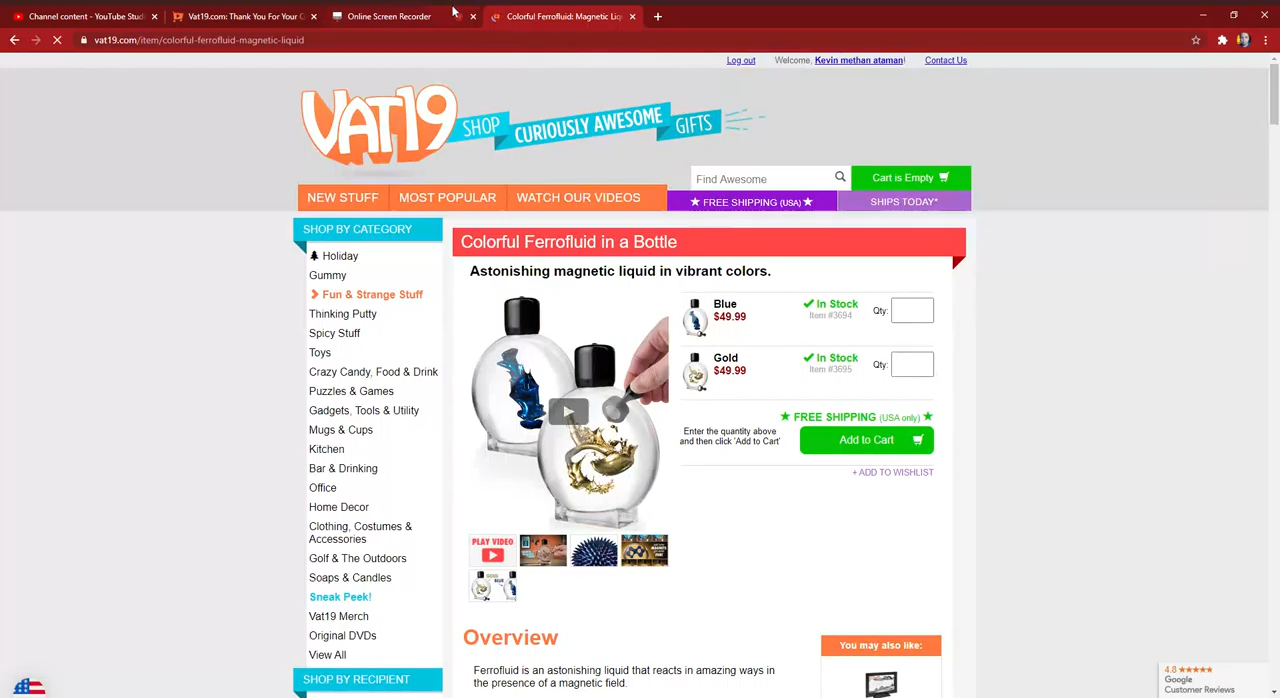 Channel content - YouTube Stud
Vat19.com: Thank You For Your O
Online Screen Recorder
Colorful Ferrofluid: Magnetic Liq
vat19.com/item/colorful-ferrofluid-magnetic-liquid
Log out
Welcome, Kevin methan ataman!
Contact Us
VAT19
SHOP CURIOUSLY AWESOME GIFTS
Find Awesome
Cart is Empty
NEW STUFF
MOST POPULAR
WATCH OUR VIDEOS
★ FREE SHIPPING (USA) ★
SHIPS TODAY*
SHOP BY CATEGORY
Holiday
Gummy
Fun & Strange Stuff
Thinking Putty
Spicy Stuff
Toys
Crazy Candy, Food & Drink
Puzzles & Games
Gadgets, Tools & Utility
Mugs & Cups
Kitchen
Bar & Drinking
Office
Home Decor
Clothing, Costumes &
Accessories
Golf & The Outdoors
Soaps & Candles
Sneak Peek!
Vat19 Merch
Original DVDs
View All
SHOP BY RECIPIENT
Colorful Ferrofluid in a Bottle
Astonishing magnetic liquid in vibrant colors.
Blue
$49.99
In Stock
Item #3694
Qty:
Gold
$49.99
In Stock
Item #3695
Qty:
★ FREE SHIPPING (USA only) ★
Enter the quantity above
and then click 'Add to Cart'
Add to Cart
+ ADD TO WISHLIST
PLAY VIDEO
Overview
Ferrofluid is an astonishing liquid that reacts in amazing ways in
the presence of a magnetic field.
You may also like:
4.8 ★★★★★
Google
Customer Reviews